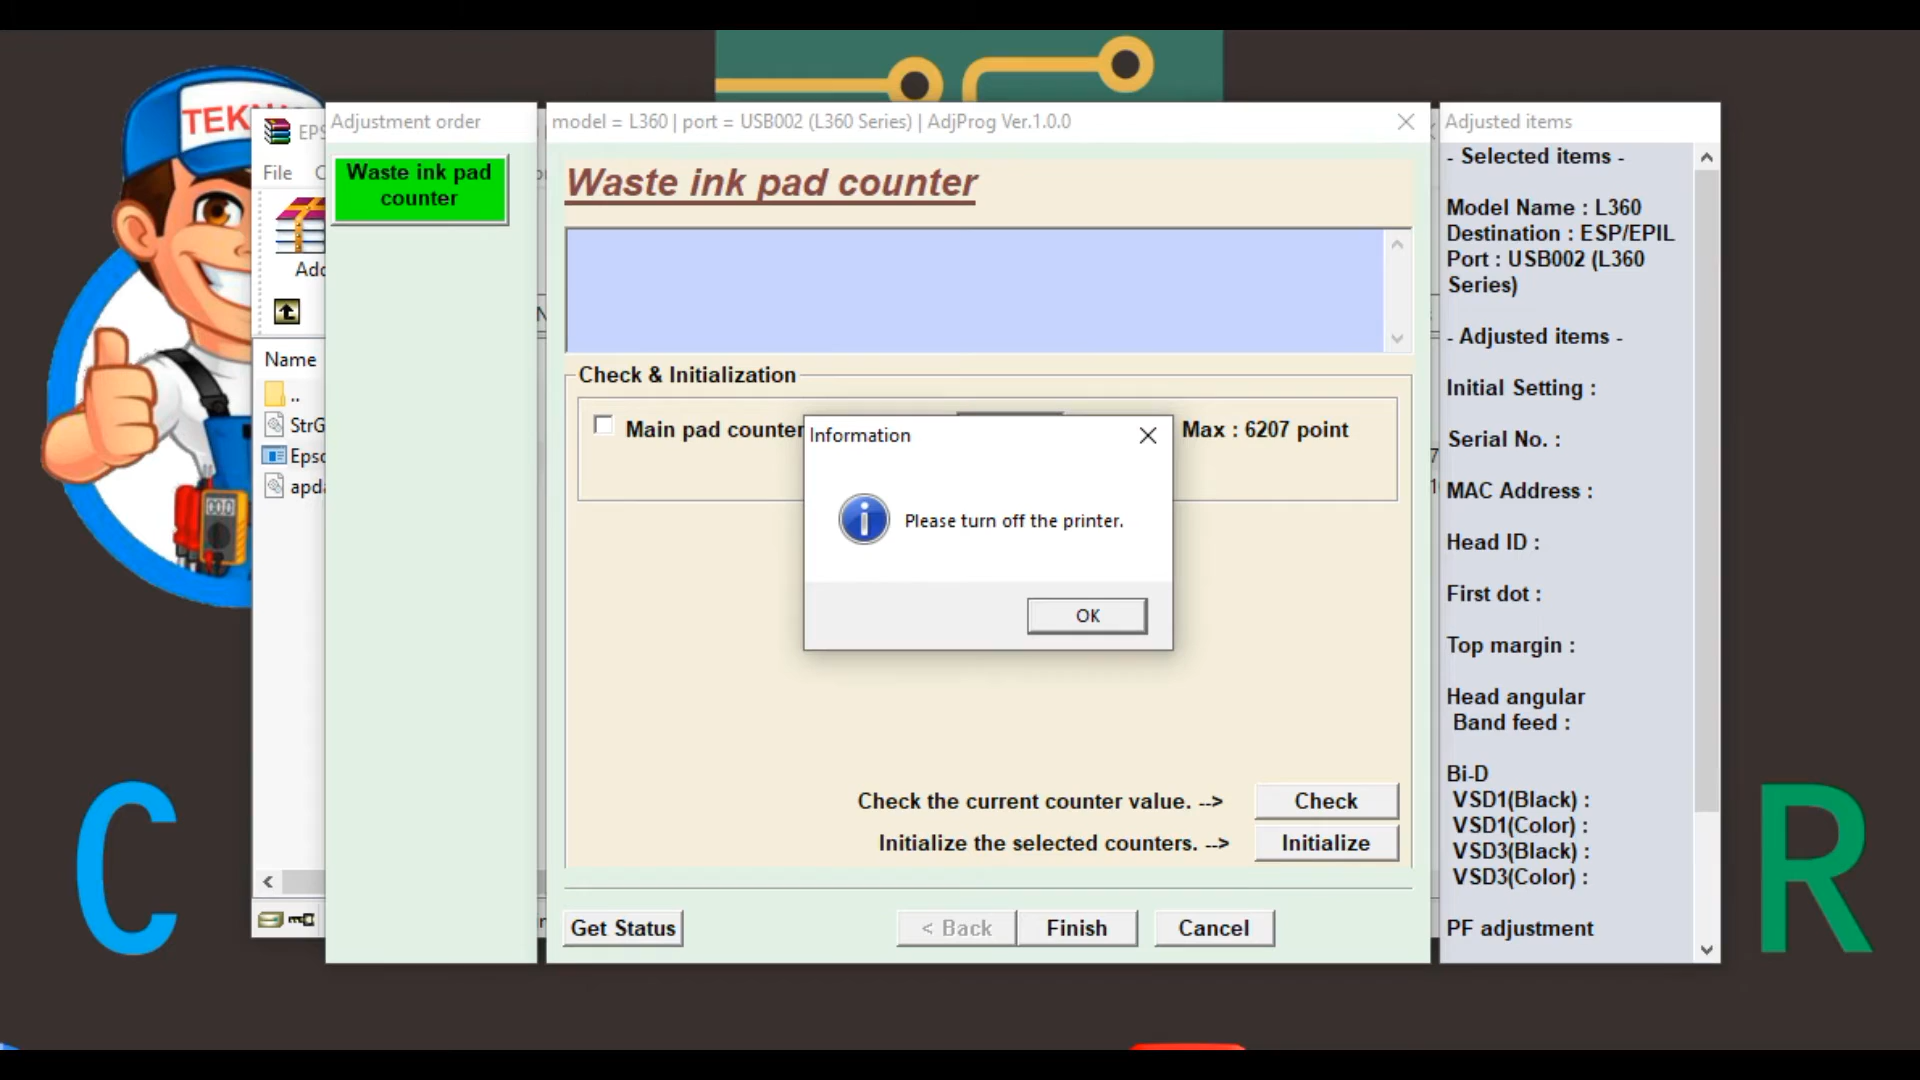 TEKN
EPS
File
Add
Name
..
StrG
Epso
apda
Adjustment order
Waste ink pad
counter
model = L360 | port = USB002 (L360 Series) | AdjProg Ver.1.0.0
Waste ink pad counter
Check & Initialization
Main pad counter
Max : 6207 point
Information
Please turn off the printer.
OK
Check the current counter value. -->
Check
Initialize the selected counters. -->
Initialize
Get Status
< Back
Finish
Cancel
Adjusted items
- Selected items -
Model Name : L360
Destination : ESP/EPIL
Port : USB002 (L360
Series)
- Adjusted items -
Initial Setting :
Serial No. :
MAC Address :
Head ID :
First dot :
Top margin :
Head angular
Band feed :
Bi-D
VSD1(Black) :
VSD1(Color) :
VSD3(Black) :
VSD3(Color) :
PF adjustment
C
R